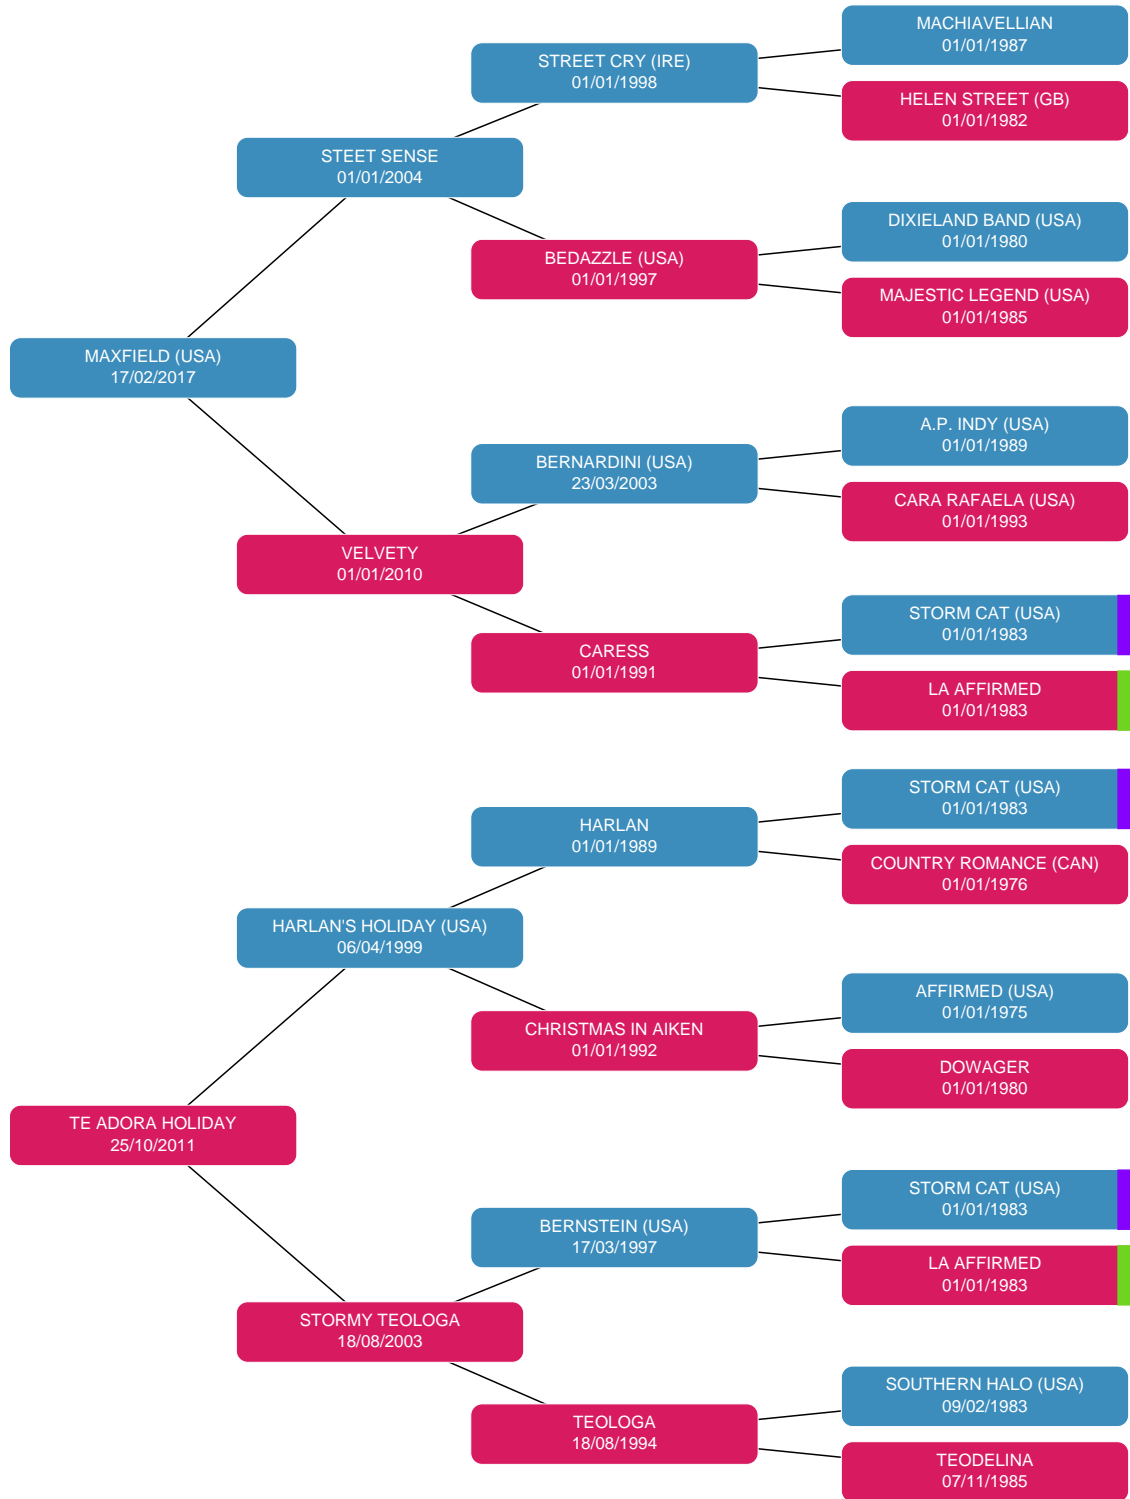 MACHIAVELLIAN
01/01/1987
STREET CRY (IRE)
01/01/1998
HELEN STREET (GB)
01/01/1982
STEET SENSE
01/01/2004
DIXIELAND BAND (USA)
01/01/1980
BEDAZZLE (USA)
01/01/1997
MAJESTIC LEGEND (USA)
01/01/1985
MAXFIELD (USA)
17/02/2017
A.P. INDY (USA)
01/01/1989
BERNARDINI (USA)
23/03/2003
CARA RAFAELA (USA)
01/01/1993
VELVETY
01/01/2010
STORM CAT (USA)
01/01/1983
CARESS
01/01/1991
LA AFFIRMED
01/01/1983
STORM CAT (USA)
01/01/1983
HARLAN
01/01/1989
COUNTRY ROMANCE (CAN)
01/01/1976
HARLAN'S HOLIDAY (USA)
06/04/1999
AFFIRMED (USA)
01/01/1975
CHRISTMAS IN AIKEN
01/01/1992
DOWAGER
01/01/1980
TE ADORA HOLIDAY
25/10/2011
STORM CAT (USA)
01/01/1983
BERNSTEIN (USA)
17/03/1997
LA AFFIRMED
01/01/1983
STORMY TEOLOGA
18/08/2003
SOUTHERN HALO (USA)
09/02/1983
TEOLOGA
18/08/1994
TEODELINA
07/11/1985